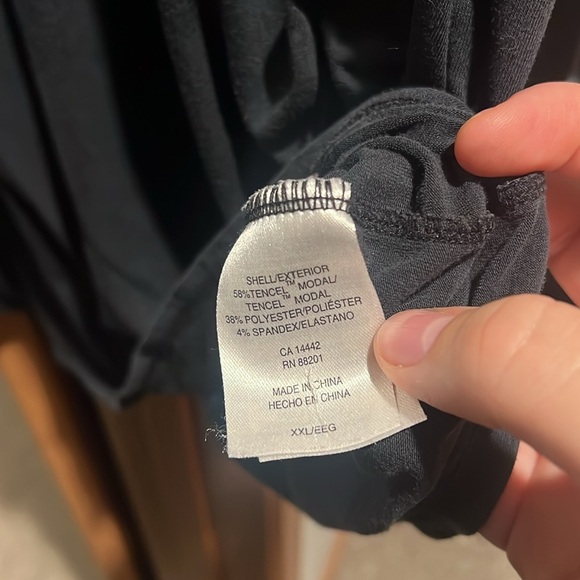 SHELL/EXTERIOR
58%TENCEL™ MODAL/
TENCEL™ MODAL
38% POLYESTER/POLIÉSTER
4% SPANDEX/ELASTANO
CA 14442
RN 88201
MADE IN CHINA
HECHO EN CHINA
XXL/EEG